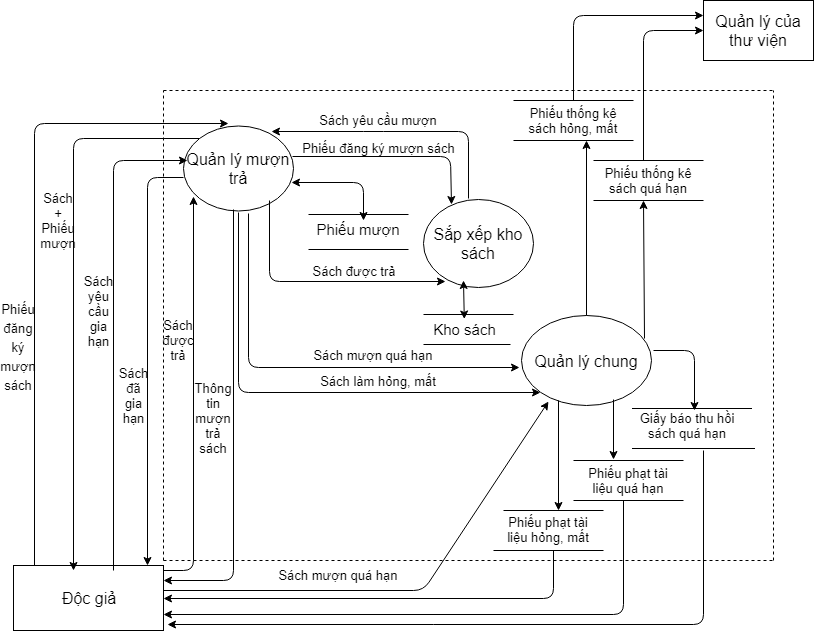 Quản lý của
thư viện
Sách yêu cầu mượn
Phiếu thống kê
sách hỏng, mất
Quản lý mượn
trả
Phiếu đăng ký mượn sách
Phiếu thống kê
sách quá hạn
Sách
+
Phiếu
mượn
Phiếu mượn
Sắp xếp kho
sách
Sách được trả
Sách
yêu
cầu
gia
hạn
Phiếu
đăng
ký
mượn
sách
Sách
được
trả
Kho sách
Sách mượn quá hạn
Quản lý chung
Sách
đã
gia
hạn
Thông
tin
mượn
trả
sách
Sách làm hỏng, mất
Giấy báo thu hồi
sách quá hạn
Phiếu phạt tài
liệu quá hạn
Phiếu phạt tài
liệu hỏng, mất
Sách mượn quá hạn
Độc giả